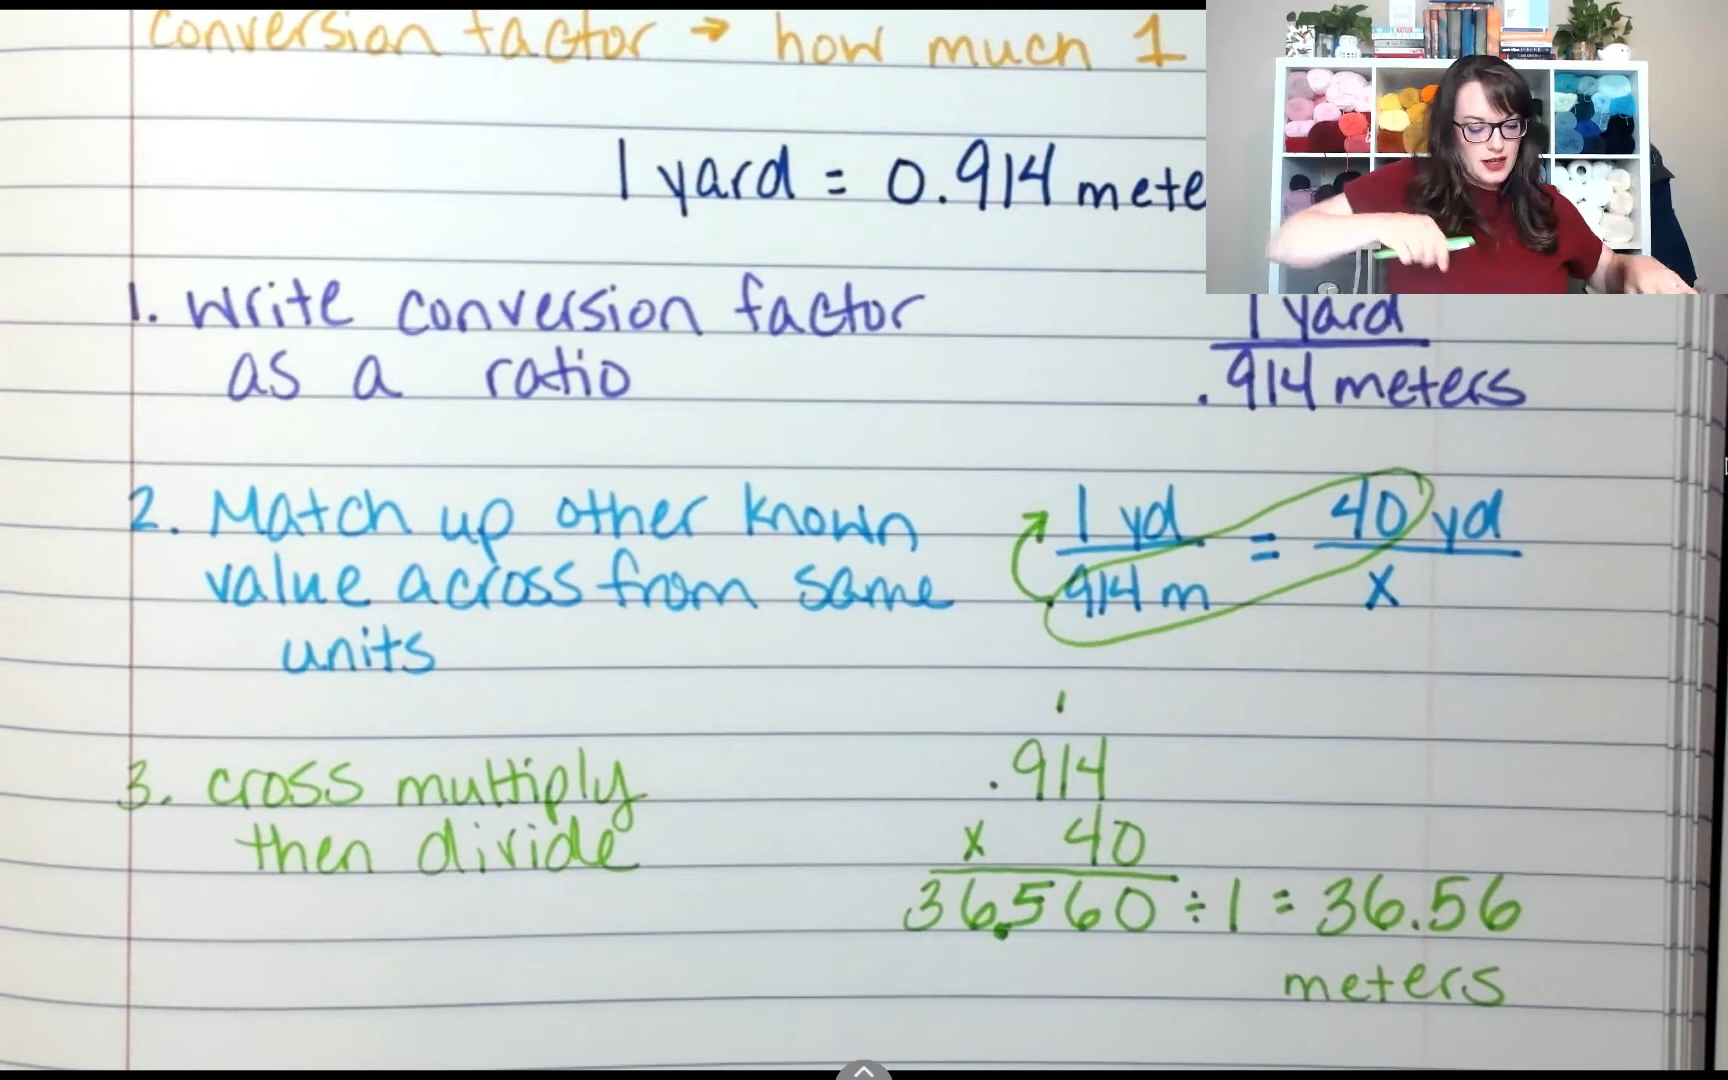 conversion factor → how much 1
1 yard = 0.914 mete
1. Write conversion factor
as a ratio
1 yard
.914 meters
2. Match up other known
value across from same
units
1 yd = 40 yd
.914 m x
1
.914
x 40
36.560 ÷ 1 = 36.56
meters
3. cross multiply
then divide